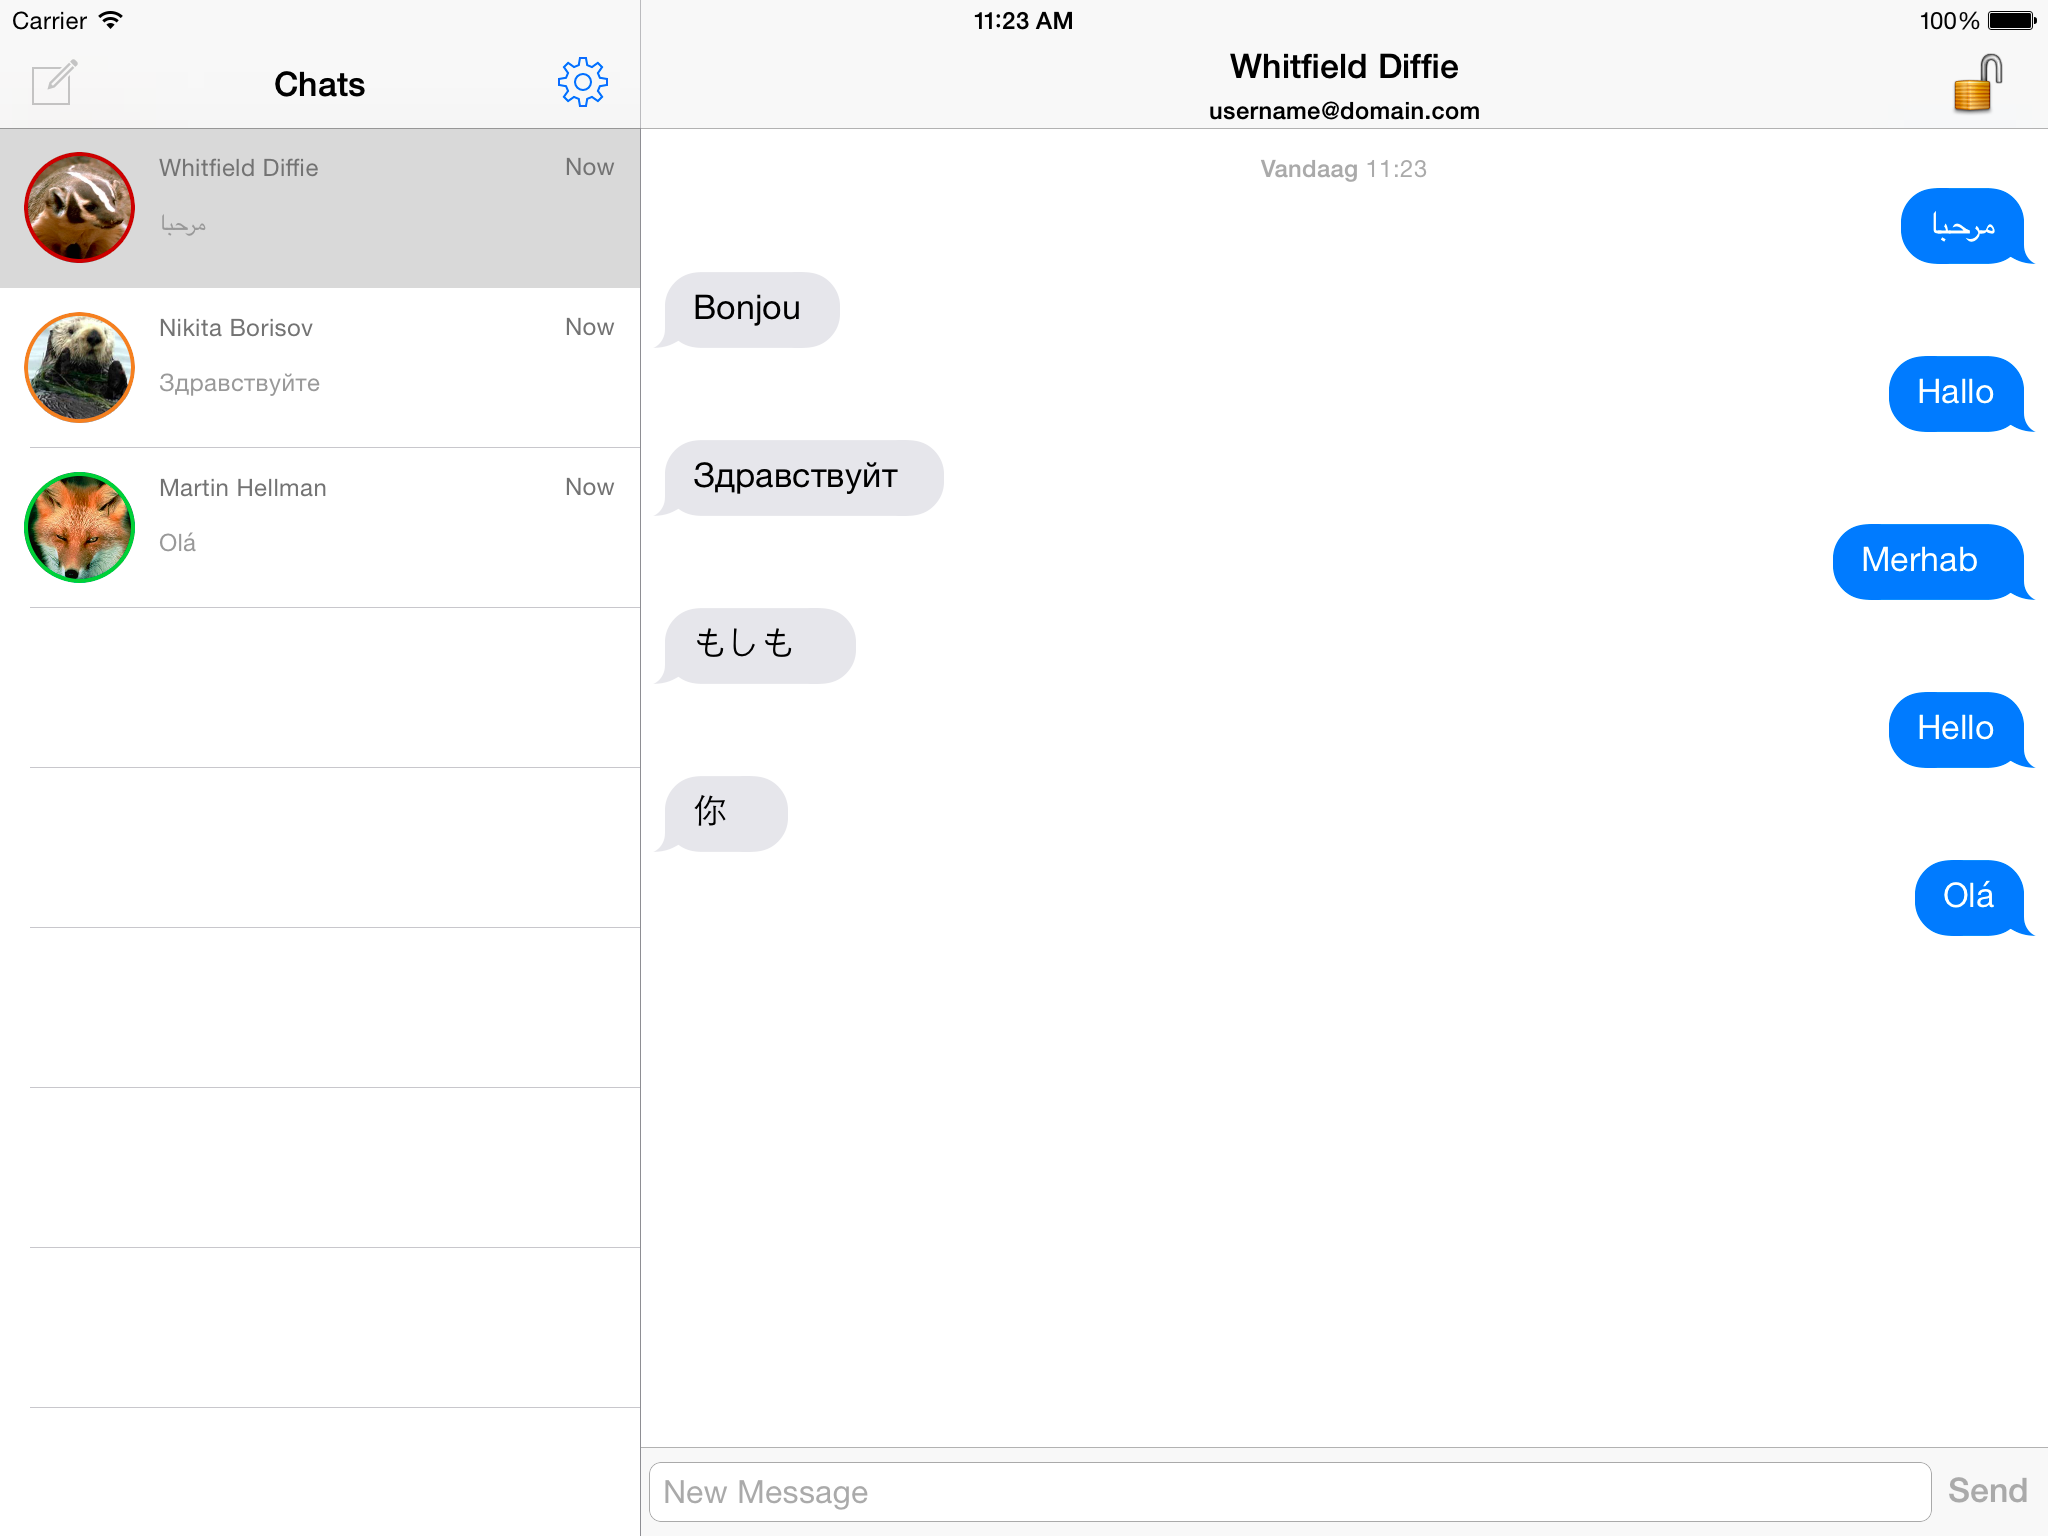 Carrier
11:23 AM
100%
Chats
Whitfield Diffie
username@domain.com
Whitfield Diffie
Now
مرحبا
Nikita Borisov
Now
Здравствуйте
Martin Hellman
Now
Olá
Vandaag 11:23
مرحبا
Bonjou
Hallo
Здравствуйт
Merhab
もしも
Hello
你
Olá
New Message
Send